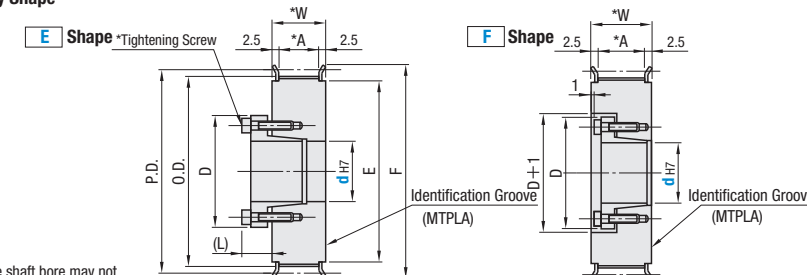 y Shape
E Shape *Tightening Screw
*W
2.5 *A 2.5
P.D.
O.D.
D
d H7
E
F
(L)
Identification Groove
(MTPLA)
F Shape
*W
2.5 *A 2.5
1
D+1
D
d H7
Identification Groov
(MTPLA)
e shaft bore may not